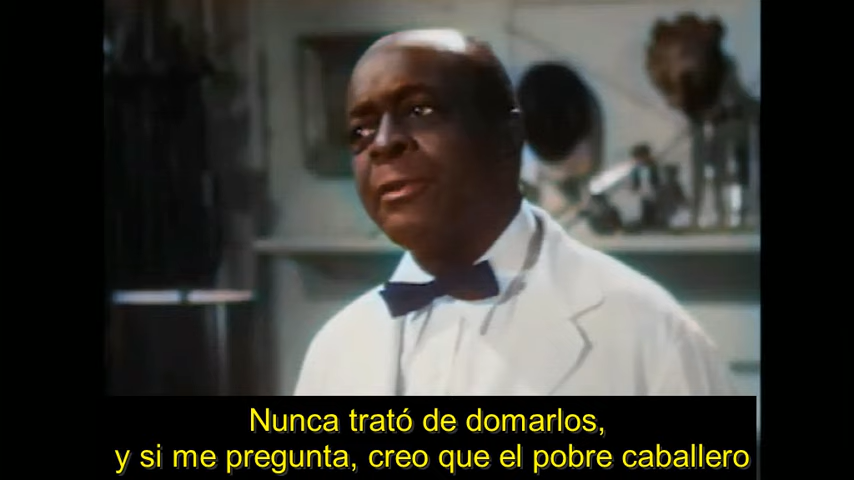 Nunca trató de domarlos,
y si me pregunta, creo que el pobre caballero